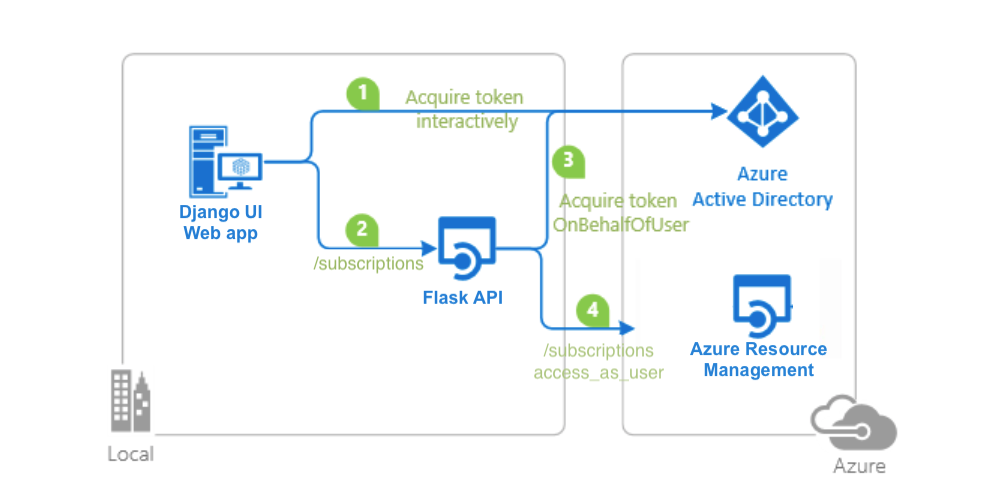 1
Acquire token
interactively
Django UI
Web app
2
/subscriptions
Flask API
3
Acquire token
OnBehalfOfUser
4
/subscriptions
access_as_user
Azure
Active Directory
Azure Resource
Management
Local
Azure